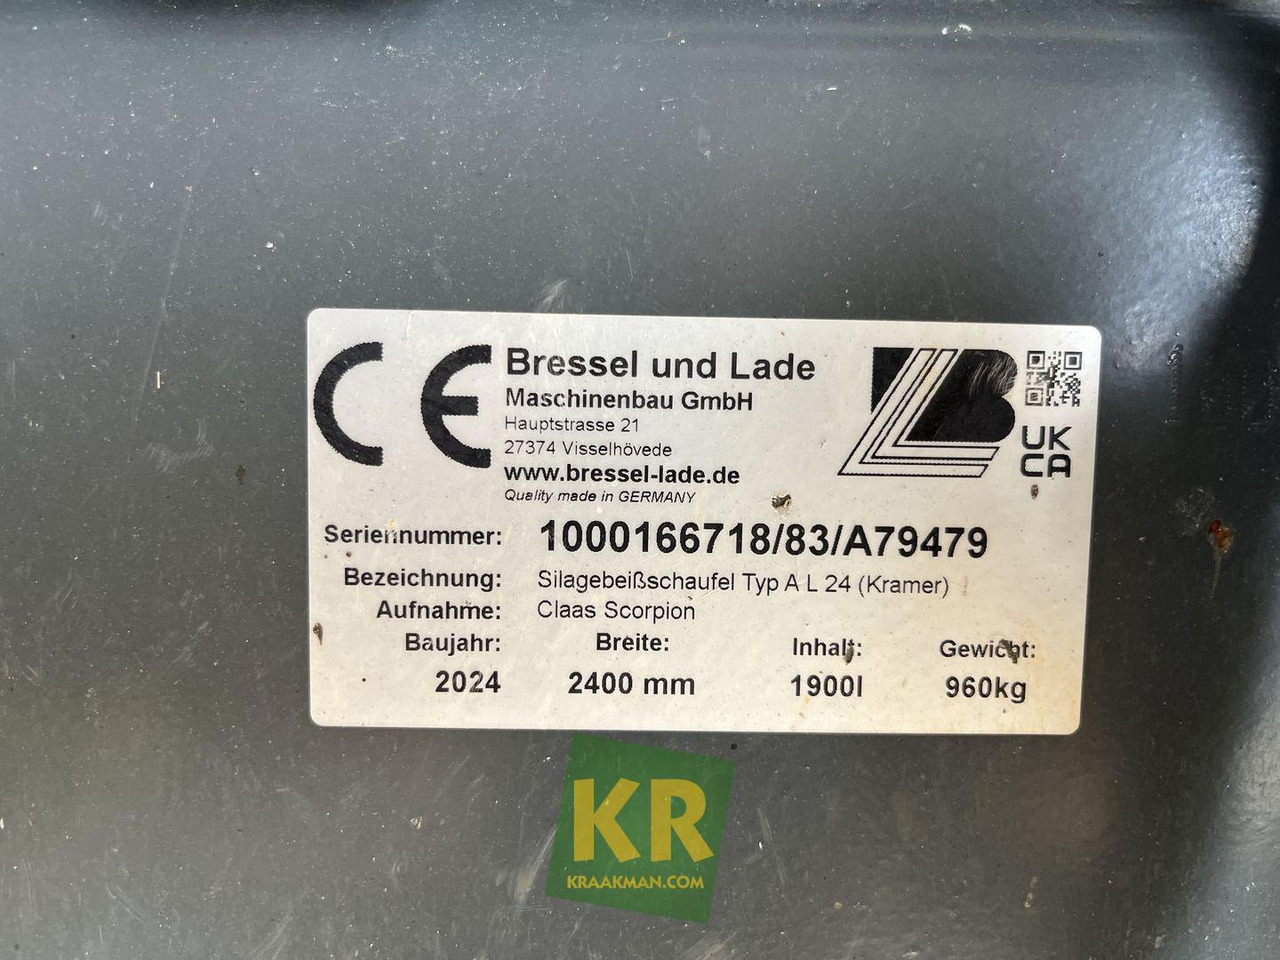 CE
Bressel und Lade
Maschinenbau GmbH
Hauptstrasse 21
27374 Visselhövede
www.bressel-lade.de
Quality made in GERMANY
LB
UK
CA
Seriennummer: 1000166718/83/A79479
Bezeichnung: Silagebeißschaufel Typ A L 24 (Kramer)
Aufnahme: Claas Scorpion
Baujahr: Breite: Inhalt: Gewicht:
2024 2400 mm 1900l 960kg
KR
KRAAKMAN.COM